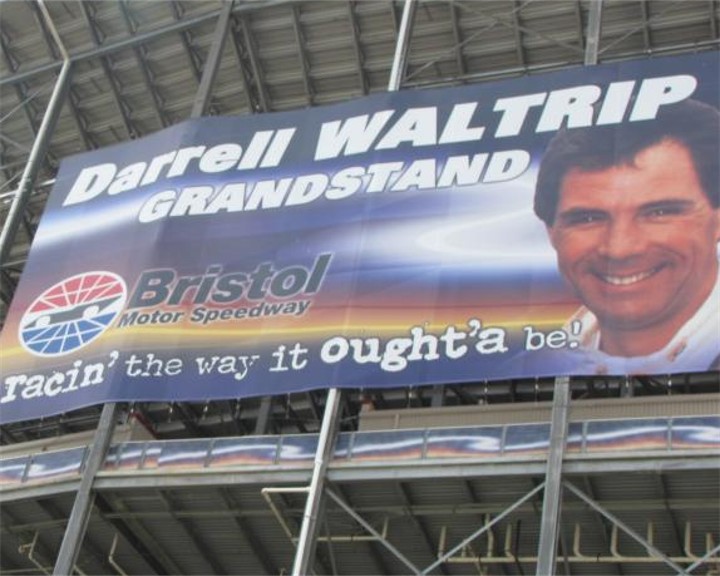 Darrell WALTRIP
GRANDSTAND
Bristol
Motor Speedway
racin' the way it ought'a be!